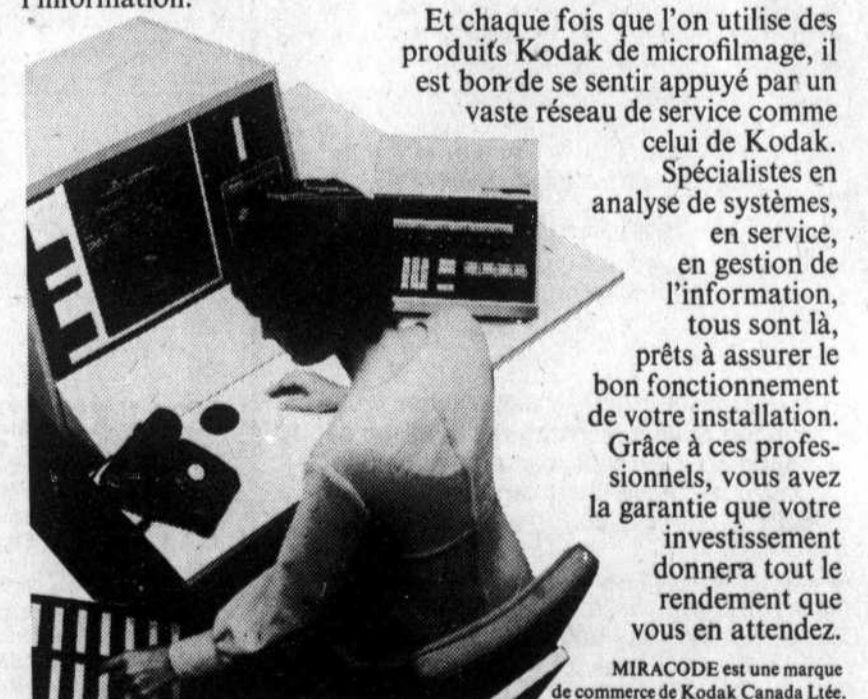 l'information.
Et chaque fois que l'on utilise des
produits Kodak de microfilmage, il
est bon de se sentir appuyé par un
vaste réseau de service comme
celui de Kodak.
Spécialistes en
analyse de systèmes,
en service,
en gestion de
l'information,
tous sont là,
prêts à assurer le
bon fonctionnement
de votre installation.
Grâce à ces profes-
sionnels, vous avez
la garantie que votre
investissement
donnera tout le
rendement que
vous en attendez.
MIRACODE est une marque
de commerce de Kodak Canada Ltée.